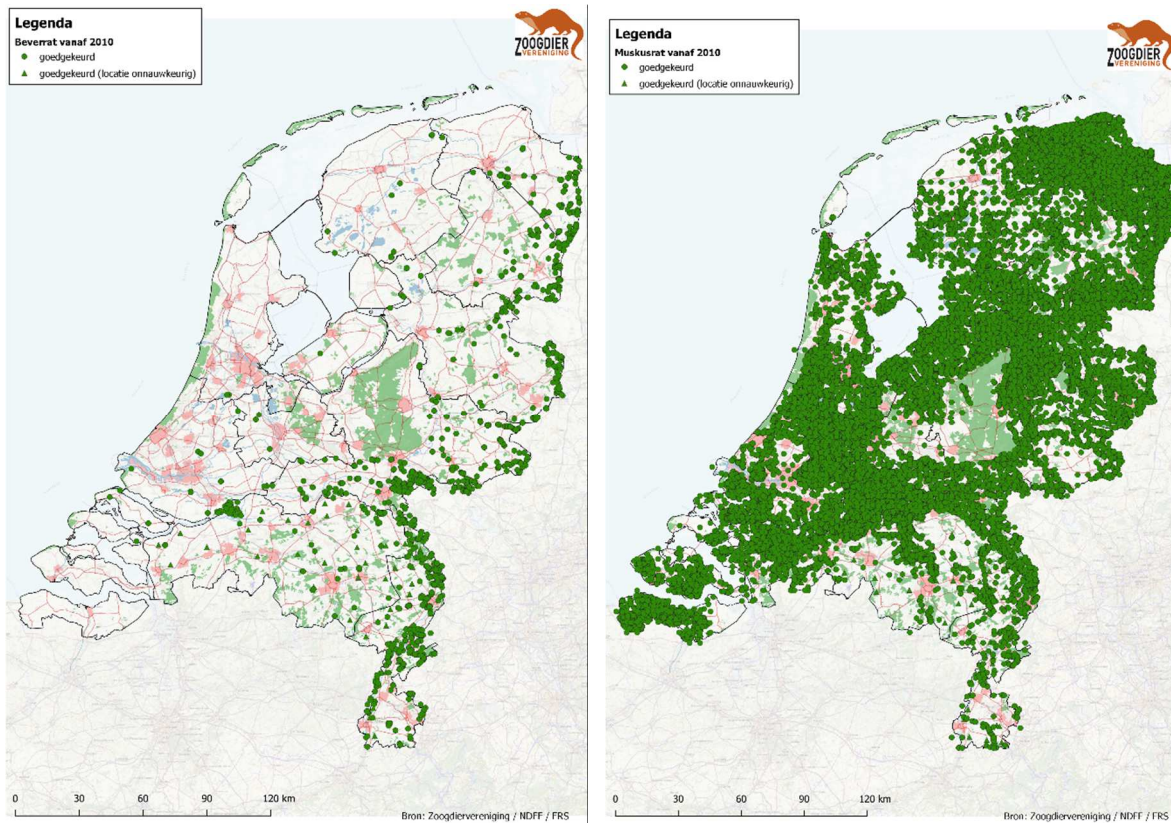 Legenda
Beverrat vanaf 2010
goedgekeurd
goedgekeurd (locatie onnauwkeurig)
ZOOGDIER
VERENIGING
0 30 60 90 120 km
Bron: Zoogdiervereniging / NDFF / FRS
Legenda
Muskusrat vanaf 2010
goedgekeurd
goedgekeurd (locatie onnauwkeurig)
ZOOGDIER
VERENIGING
0 30 60 90 120 km
Bron: Zoogdiervereniging / NDFF / FRS